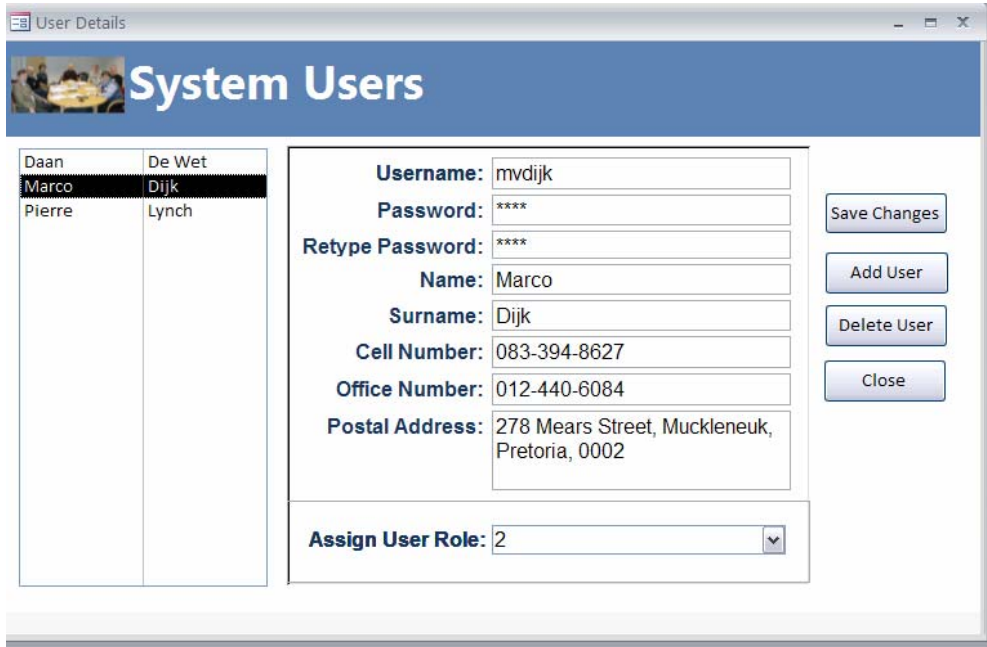 User Details
System Users
Daan De Wet
Marco Dijk
Pierre Lynch
Username: mvdijk
Password: ****
Retype Password: ****
Name: Marco
Surname: Dijk
Cell Number: 083-394-8627
Office Number: 012-440-6084
Postal Address: 278 Mears Street, Muckleneuk,
Pretoria, 0002
Assign User Role: 2
Save Changes
Add User
Delete User
Close